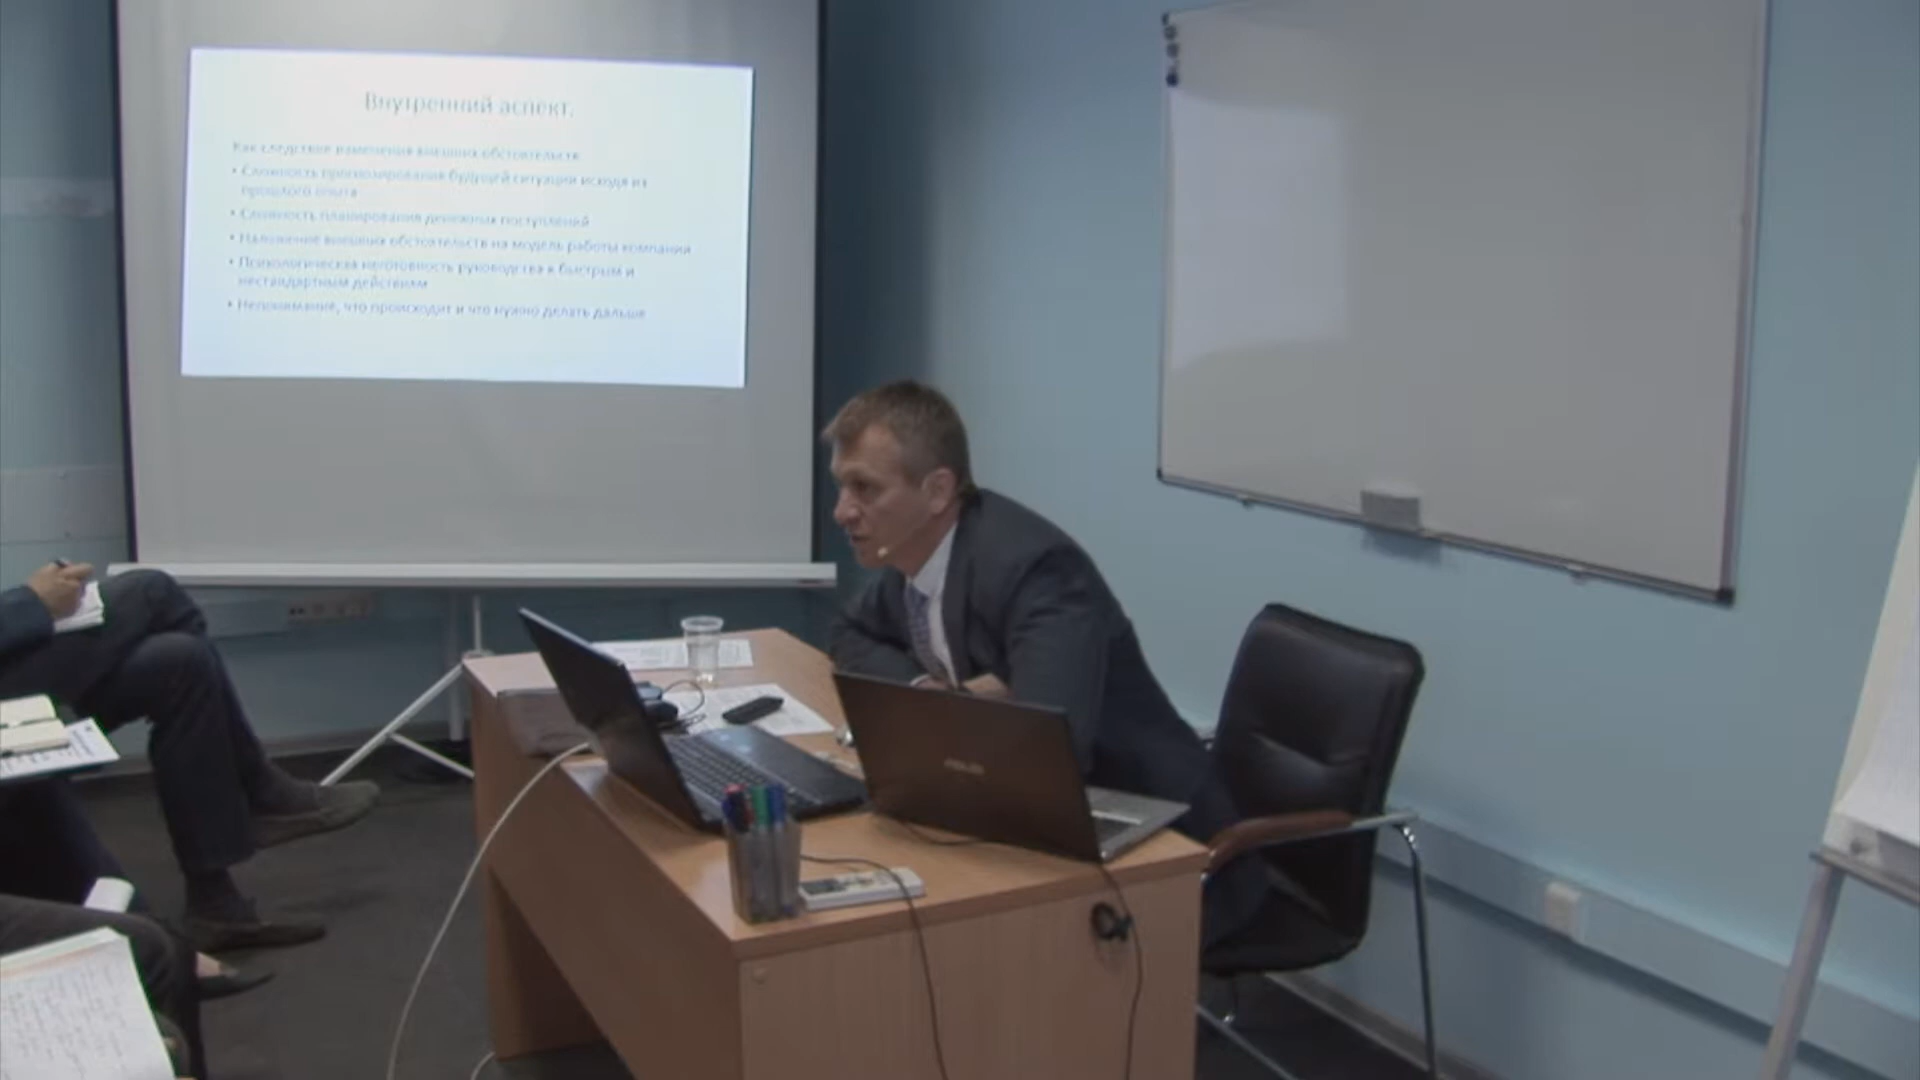 Внутренний аспект.
Как следствие изменения внешних обстоятельств
• Сложность прогнозирования будущей ситуации исходя из
прошлого опыта
• Сложность планирования денежных поступлений
• Наложение внешних обстоятельств на модель работы компании
• Психологическая неготовность руководства к быстрым и
нестандартным действиям
• Непонимание, что происходит и что нужно делать дальше
ASUS